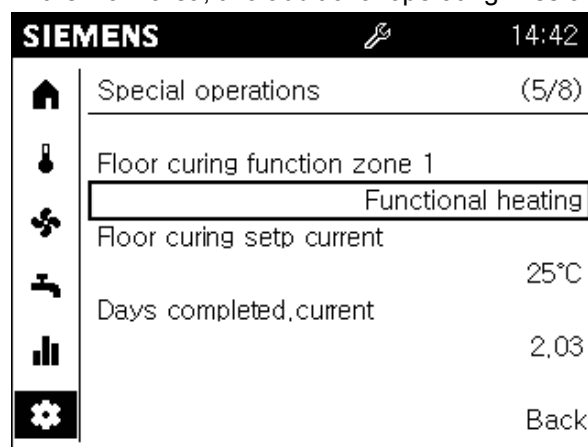 SIEMENS 14:42
Special operations (5/8)
Floor curing function zone 1
Functional heating
Floor curing setp current
25°C
Days completed,current
2,03
Back